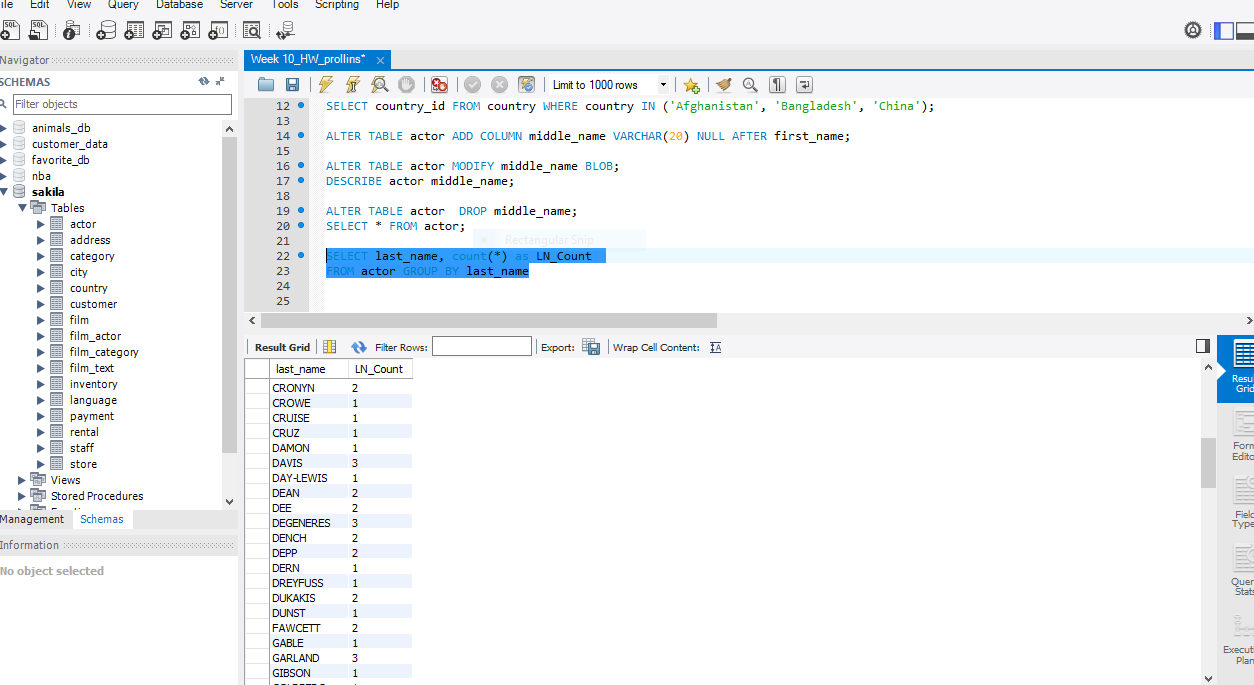 ile Edit View Query Database Server Tools Scripting Help
Navigator
SCHEMAS
Filter objects
animals_db
customer_data
favorite_db
nba
sakila
Tables
actor
address
category
city
country
customer
film
film_actor
film_category
film_text
inventory
language
payment
rental
staff
store
Views
Stored Procedures
Management Schemas
Information
No object selected
Week 10_HW_prollins*
Limit to 1000 rows
12 SELECT country_id FROM country WHERE country IN ('Afghanistan', 'Bangladesh', 'China');
13
14 ALTER TABLE actor ADD COLUMN middle_name VARCHAR(20) NULL AFTER first_name;
15
16 ALTER TABLE actor MODIFY middle_name BLOB;
17 DESCRIBE actor middle_name;
18
19 ALTER TABLE actor  DROP middle_name;
20 SELECT * FROM actor;
21
Rectangular Snip
22 SELECT last_name, count(*) as LN_Count
23 FROM actor GROUP BY last_name
24
25
Result Grid Filter Rows: Export: Wrap Cell Content:
last_name LN_Count
CRONYN 2
CROWE 1
CRUISE 1
CRUZ 1
DAMON 1
DAVIS 3
DAY-LEWIS 1
DEAN 2
DEE 2
DEGENERES 3
DENCH 2
DEPP 2
DERN 1
DREYFUSS 1
DUKAKIS 2
DUNST 1
FAWCETT 2
GABLE 1
GARLAND 3
GIBSON 1
Resu
Grid
Form
Edito
Field
Type
Quer
Stats
Executi
Plan